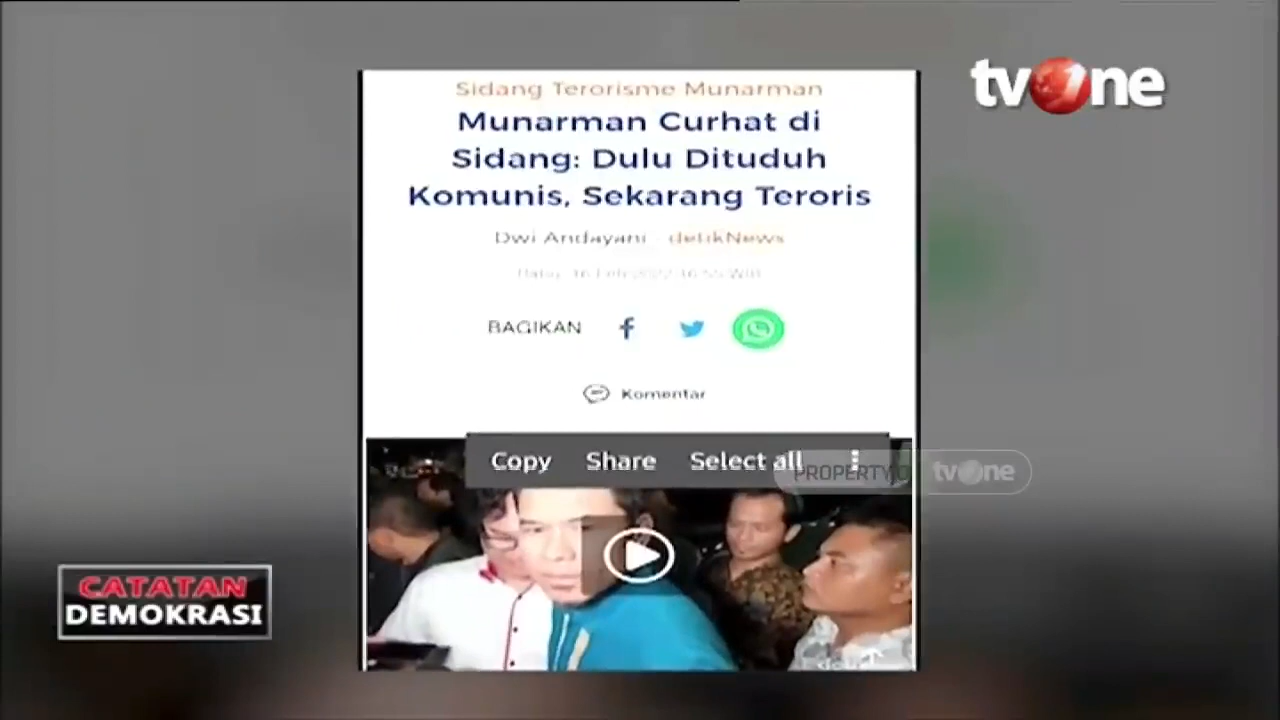 tvOne
Sidang Terorisme Munarman
Munarman Curhat di
Sidang: Dulu Dituduh
Komunis, Sekarang Teroris
Dwi Andayani - detikNews
BAGIKAN
Komentar
Copy Share Select all
PROPERTY O tvOne
CATATAN
DEMOKRASI